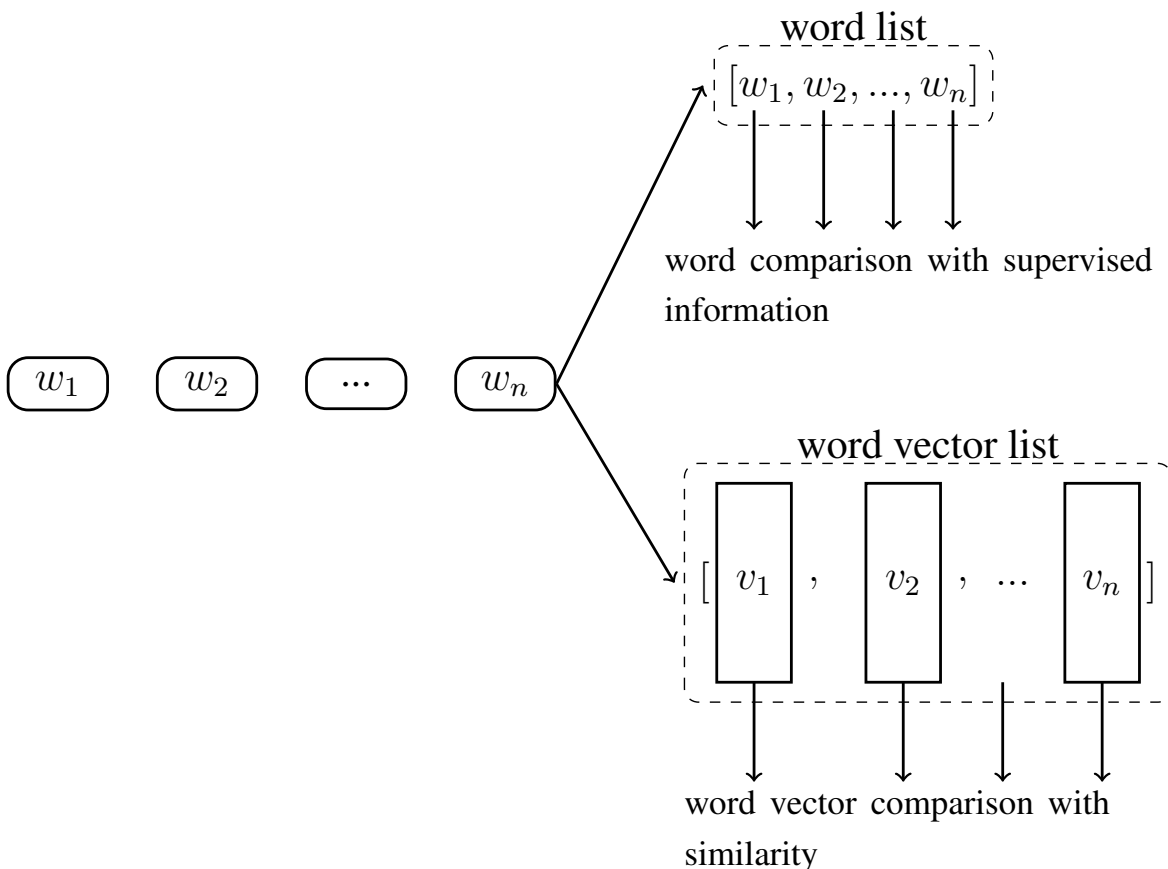 word list
[w₁, w₂, ..., wₙ]
word comparison with supervised
information
w₁ w₂ ... wₙ
word vector list
[ v₁ , v₂ , ... vₙ ]
word vector comparison with
similarity